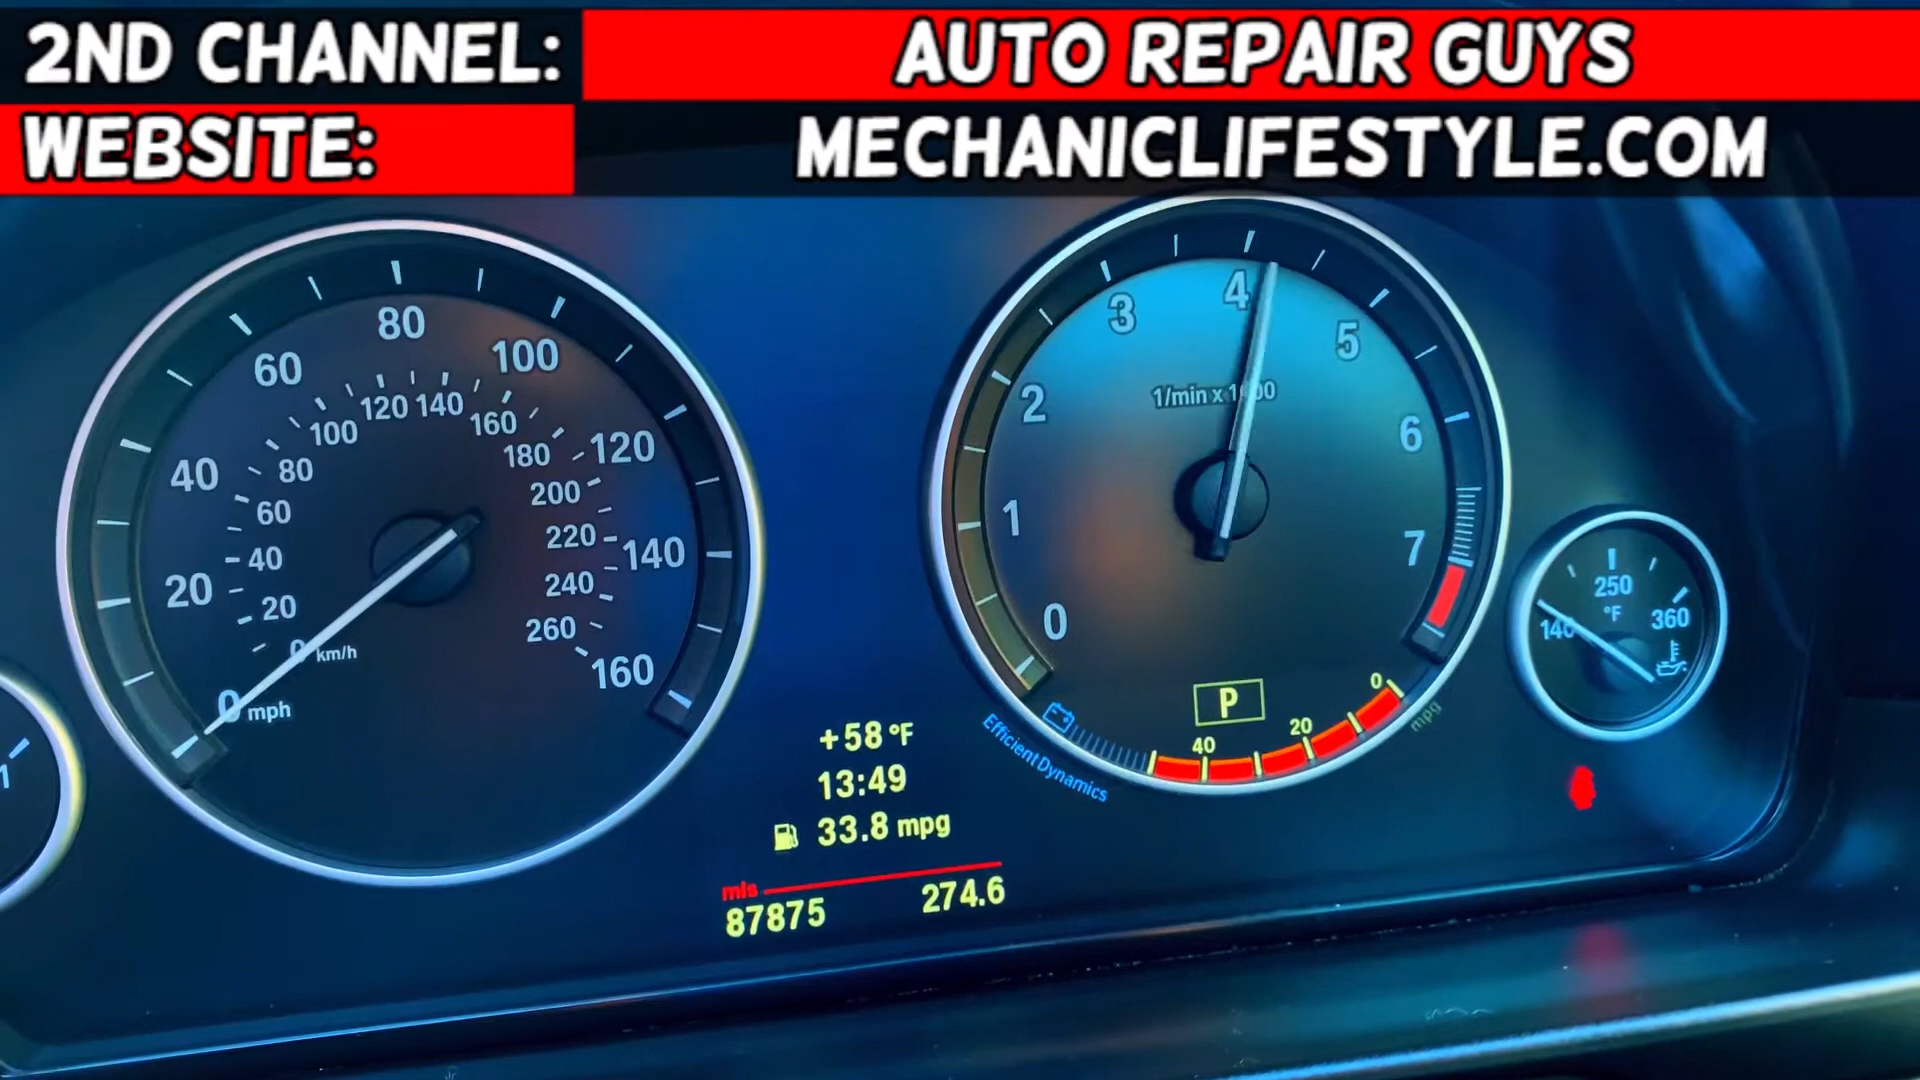 2ND CHANNEL: AUTO REPAIR GUYS
WEBSITE: MECHANICLIFESTYLE.COM
0 20 40 60 80 100 120 140 160
mph
0 20 40 60 80 100 120 140 160 180 200 220 240 260
km/h
0 1 2 3 4 5 6 7
P
40 20 0
mpg
EfficientDynamics
140 250 360
°F
1
+58 °F
13:49
33.8 mpg
mls
87875 274.6